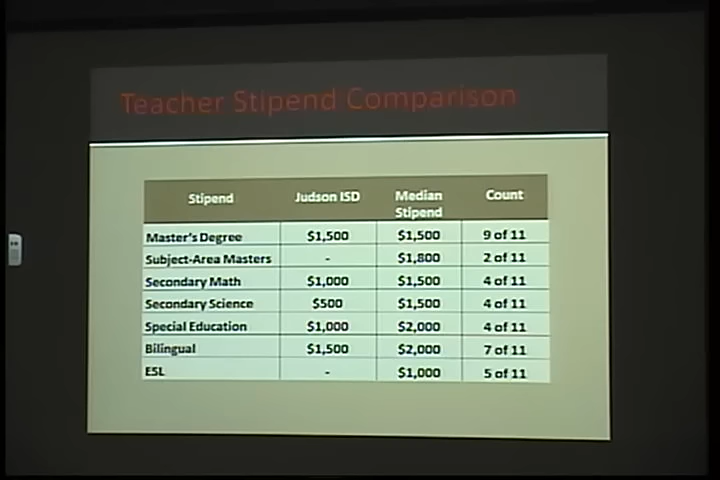 Teacher Stipend Comparison
Stipend Judson ISD Median Stipend Count
Master's Degree $1,500 $1,500 9 of 11
Subject-Area Masters - $1,800 2 of 11
Secondary Math $1,000 $1,500 4 of 11
Secondary Science $500 $1,500 4 of 11
Special Education $1,000 $2,000 4 of 11
Bilingual $1,500 $2,000 7 of 11
ESL - $1,000 5 of 11